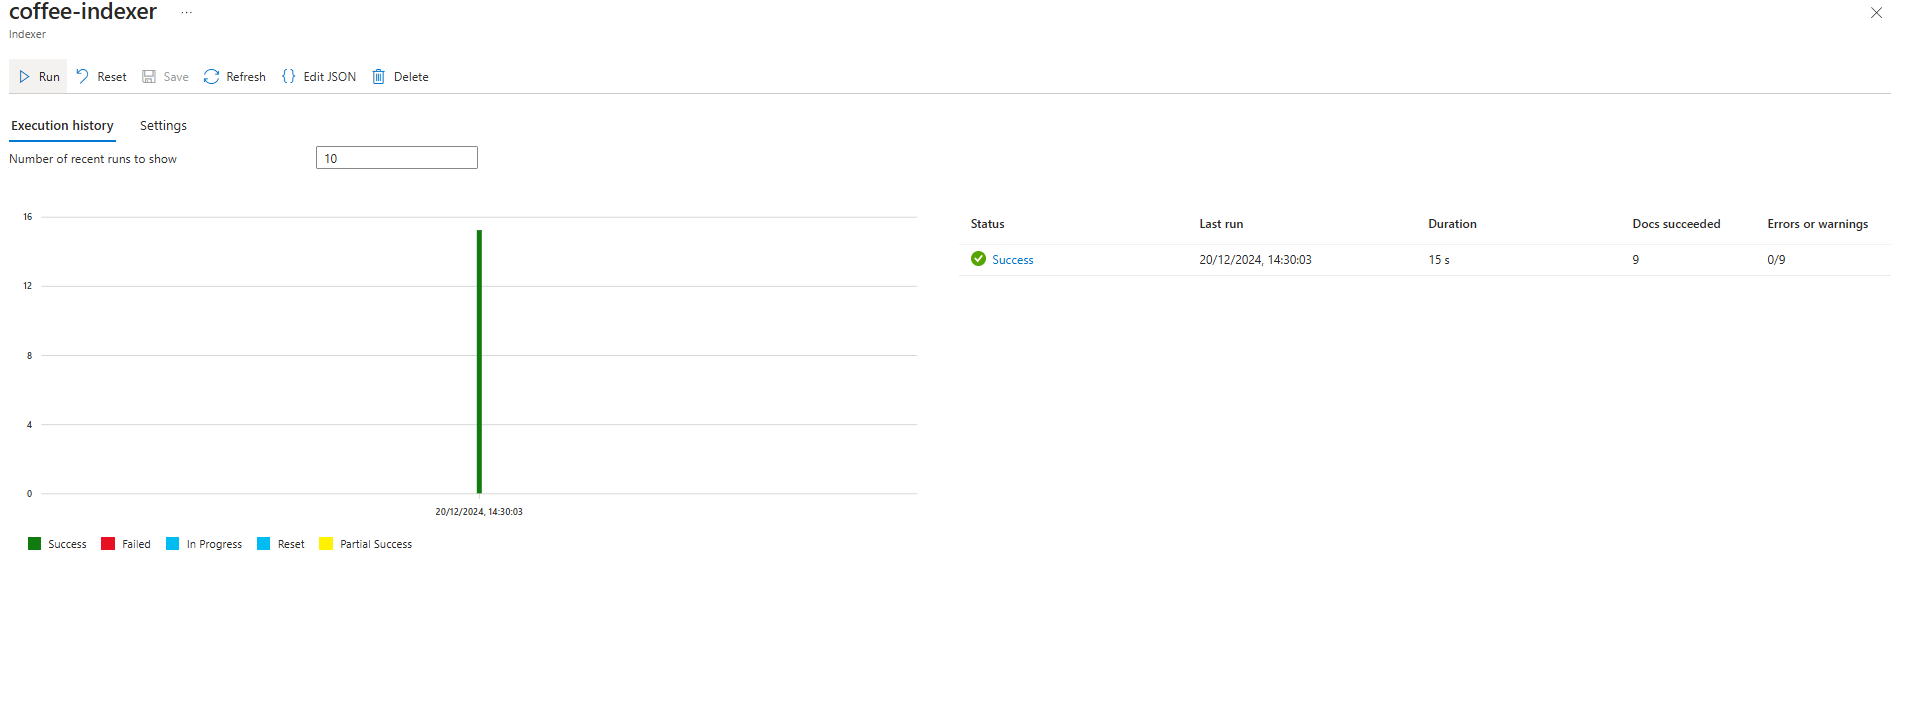 coffee-indexer ...
Indexer
Run Reset Save Refresh {} Edit JSON Delete
Execution history Settings
Number of recent runs to show 10
16
12
8
4
0
20/12/2024, 14:30:03
Success Failed In Progress Reset Partial Success
Status Last run Duration Docs succeeded Errors or warnings
Success 20/12/2024, 14:30:03 15 s 9 0/9